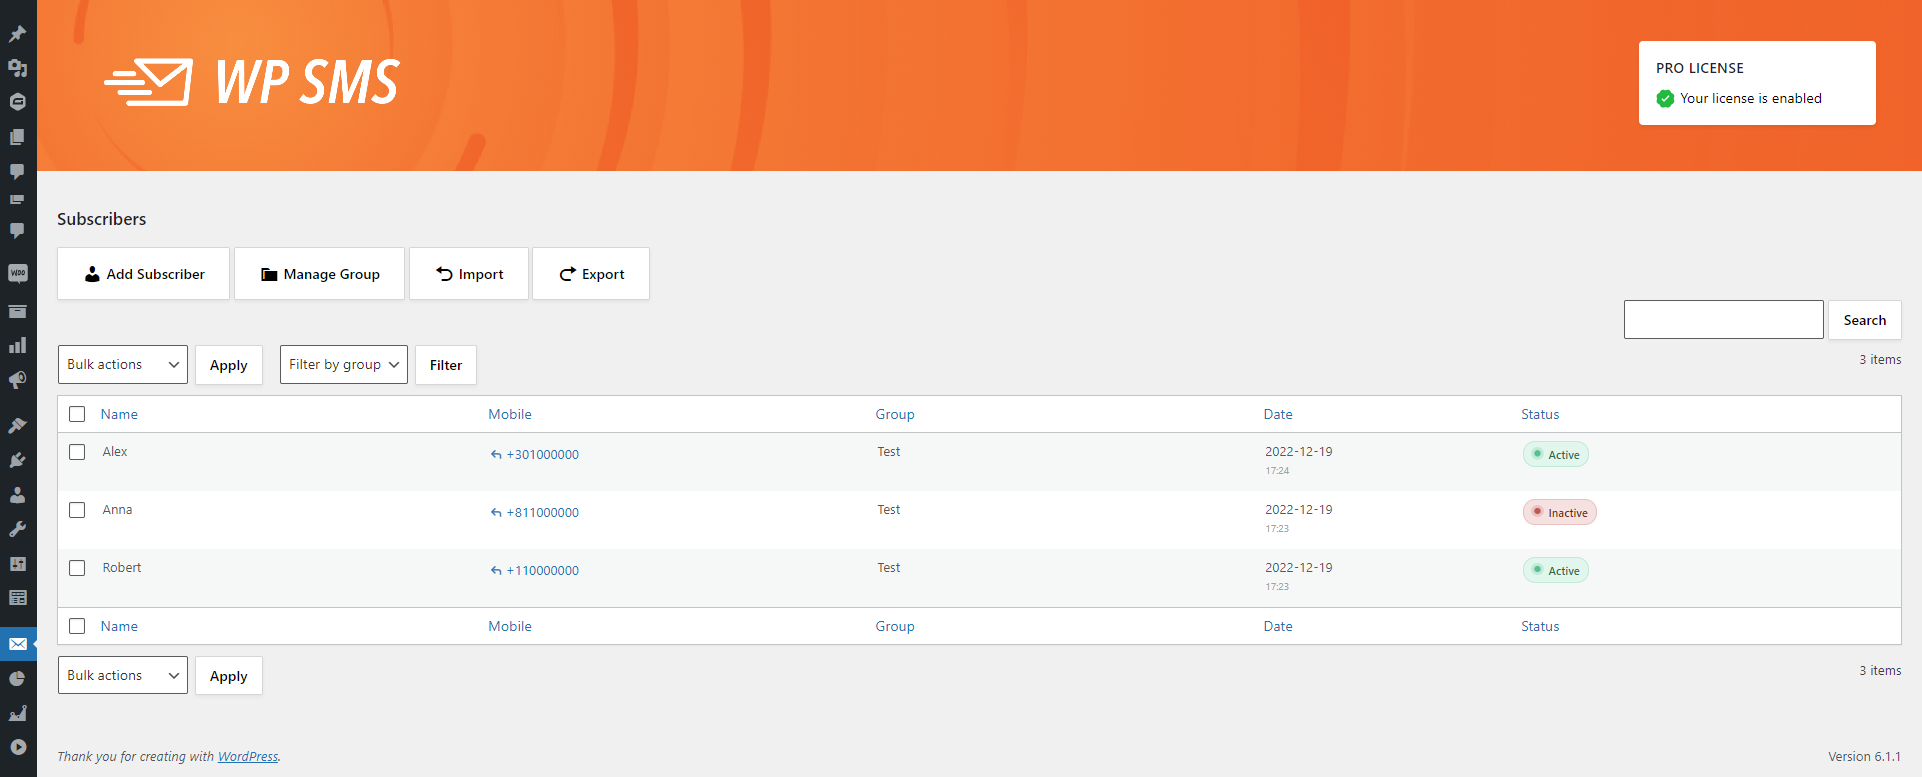 WP SMS
PRO LICENSE
Your license is enabled
Subscribers
Add Subscriber Manage Group Import Export
Search
Bulk actions Apply Filter by group Filter
3 items
Name Mobile Group Date Status
Alex +301000000 Test 2022-12-19 Active
17:24
Anna +811000000 Test 2022-12-19 Inactive
17:23
Robert +110000000 Test 2022-12-19 Active
17:23
Name Mobile Group Date Status
Bulk actions Apply 3 items
Thank you for creating with WordPress. Version 6.1.1
WOO